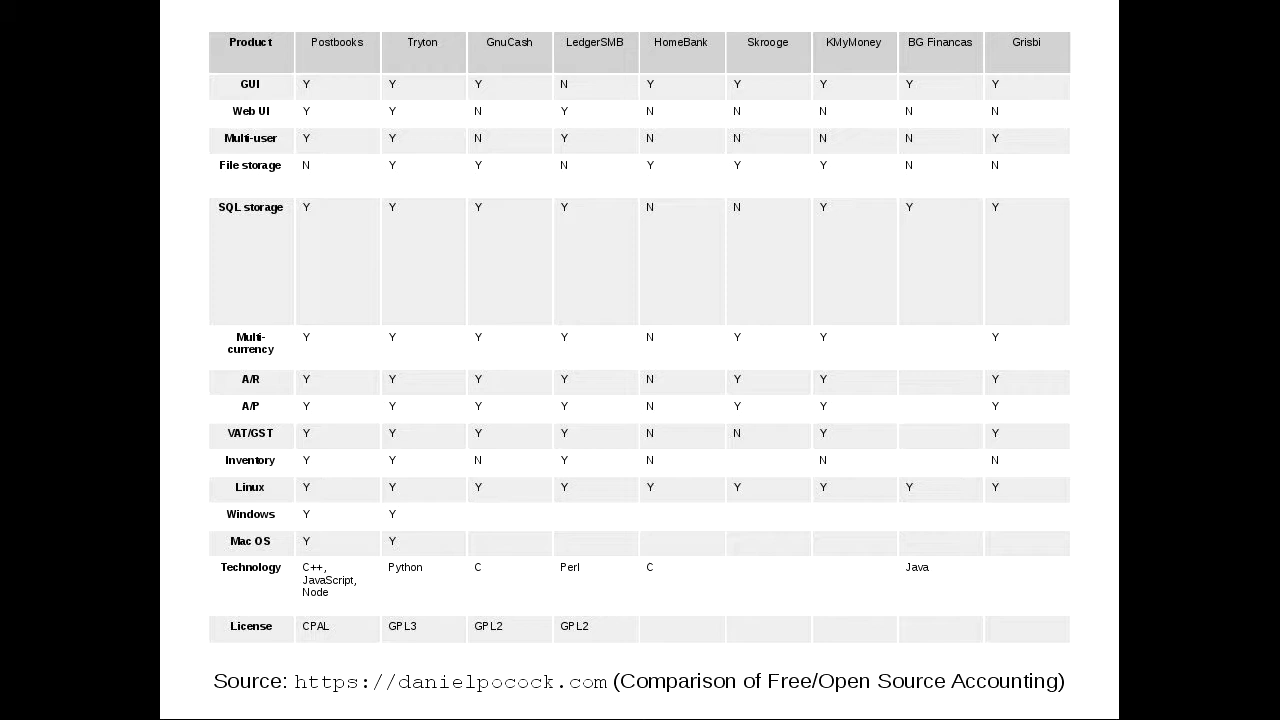 Product Postbooks Tryton GnuCash LedgerSMB HomeBank Skrooge KMyMoney BG Financas Grisbi
GUI Y Y Y N Y Y Y Y Y
Web UI Y Y N Y N N N N N
Multi-user Y Y N Y N N N N Y
File storage N Y Y N Y Y Y N N
SQL storage Y Y Y Y N N Y Y Y
Multi-
currency Y Y Y Y N Y Y Y
A/R Y Y Y Y N Y Y Y
A/P Y Y Y Y N Y Y Y
VAT/GST Y Y Y Y N N Y Y
Inventory Y Y N Y N N N
Linux Y Y Y Y Y Y Y Y Y
Windows Y Y
Mac OS Y Y
Technology C++, Python C Perl C Java
JavaScript,
Node
License CPAL GPL3 GPL2 GPL2
Source: https://danielpocock.com (Comparison of Free/Open Source Accounting)